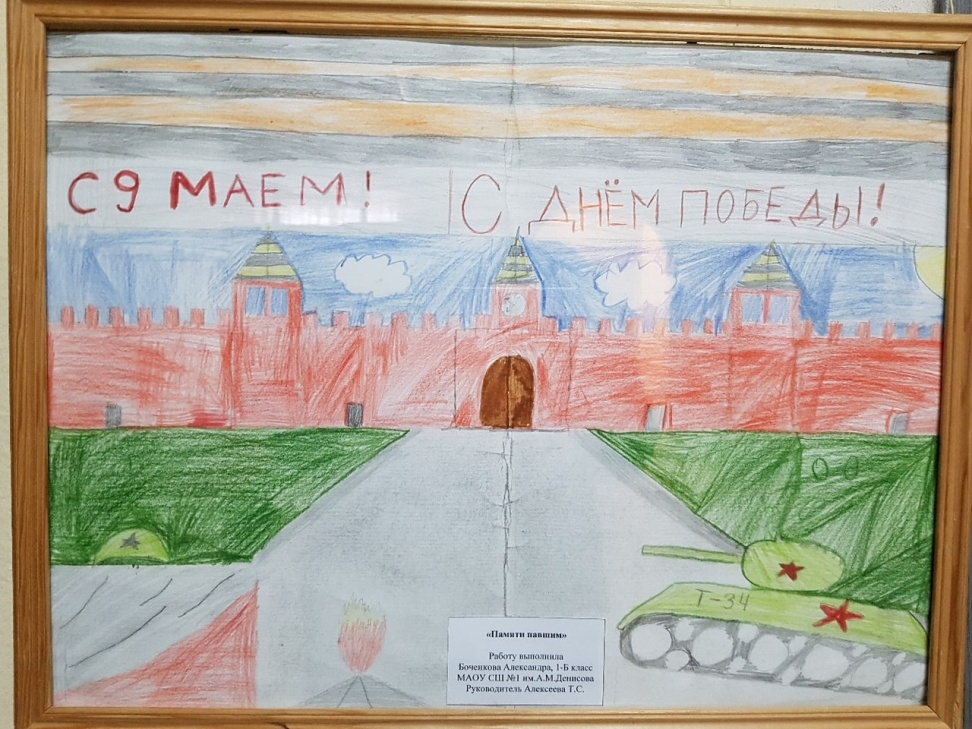 С 9 МАЕМ! С ДНЁМ ПОБЕДЫ!
Т-34
«Памяти павшим»
Работу выполнила
Боченкова Александра, 1-Б класс
МАОУ СШ №1 им.А.М.Денисова
Руководитель Алексеева Т.С.